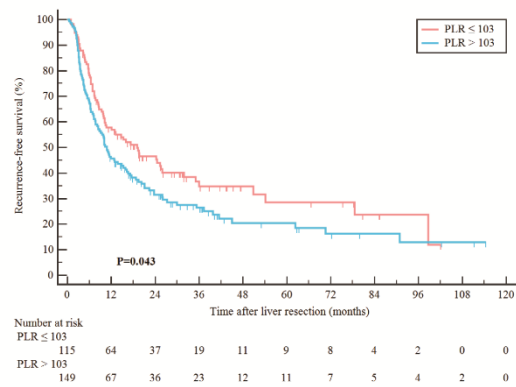 PLR ≤ 103
PLR > 103
Recurrence-free survival (%)
100
90
80
70
60
50
40
30
20
10
0
P=0.043
0 12 24 36 48 60 72 84 96 108 120
Time after liver resection (months)
Number at risk
PLR ≤ 103
115 64 37 19 11 9 8 4 2 0 0
PLR > 103
149 67 36 23 12 11 7 5 4 2 0